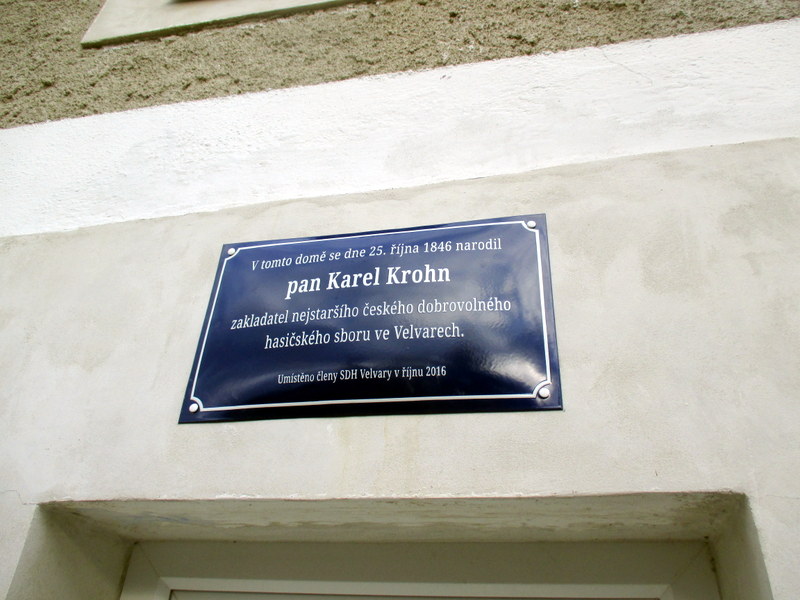 V tomto domě se dne 25. října 1846 narodil
pan Karel Krohn
zakladatel nejstaršího českého dobrovolného
hasičského sboru ve Velvarech.
Umístěno členy SDH Velvary v říjnu 2016